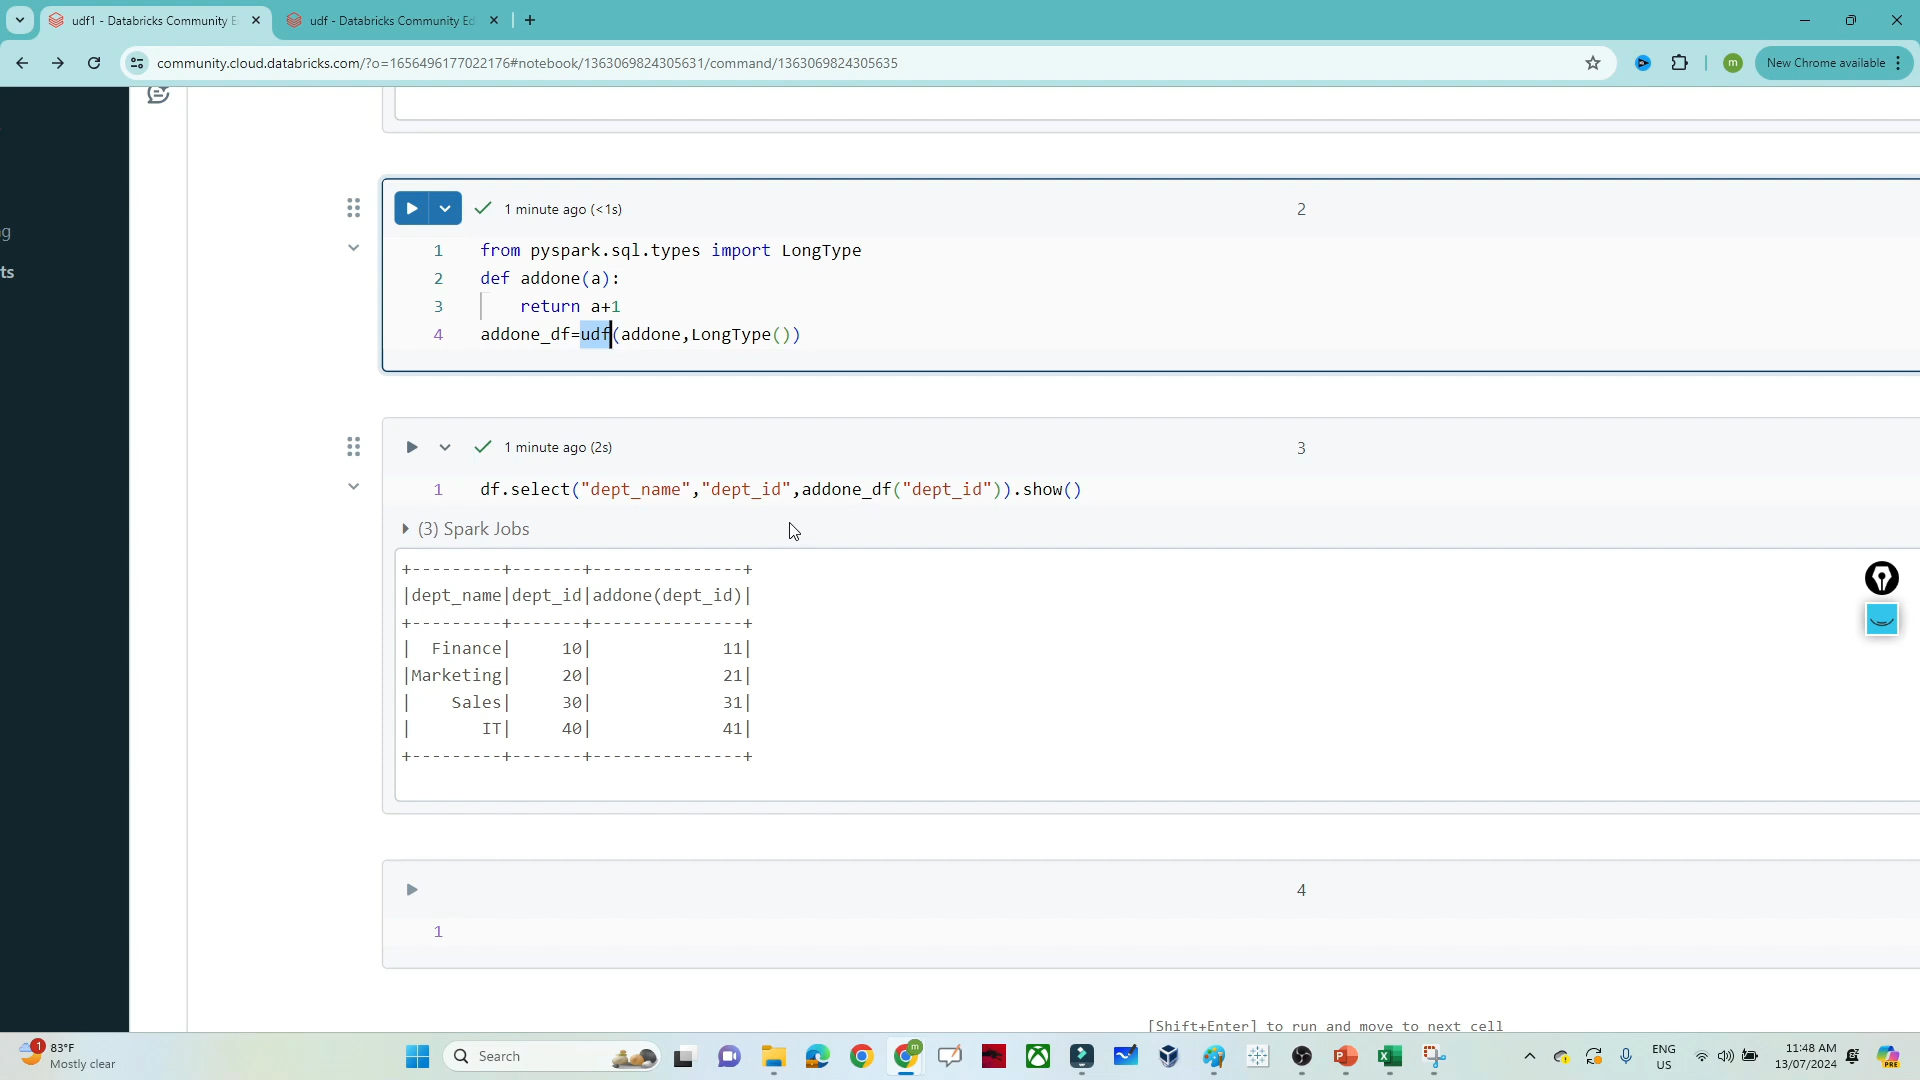 udf1 - Databricks Community E
udf - Databricks Community Ed
community.cloud.databricks.com/?o=1656496177022176#notebook/1363069824305631/command/1363069824305635
m
New Chrome available
g
ts
1 minute ago (<1s)
2
1 from pyspark.sql.types import LongType
2 def addone(a):
3 return a+1
4 addone_df=udf(addone,LongType())
1 minute ago (2s)
3
1 df.select("dept_name","dept_id",addone_df("dept_id")).show()
(3) Spark Jobs
+---------+-------+---------------+
|dept_name|dept_id|addone(dept_id)|
+---------+-------+---------------+
|  Finance|     10|             11|
|Marketing|     20|             21|
|    Sales|     30|             31|
|       IT|     40|             41|
+---------+-------+---------------+
4
1
[Shift+Enter] to run and move to next cell
1
83°F
Mostly clear
Search
m
ENG
US
11:48 AM
13/07/2024
PRE